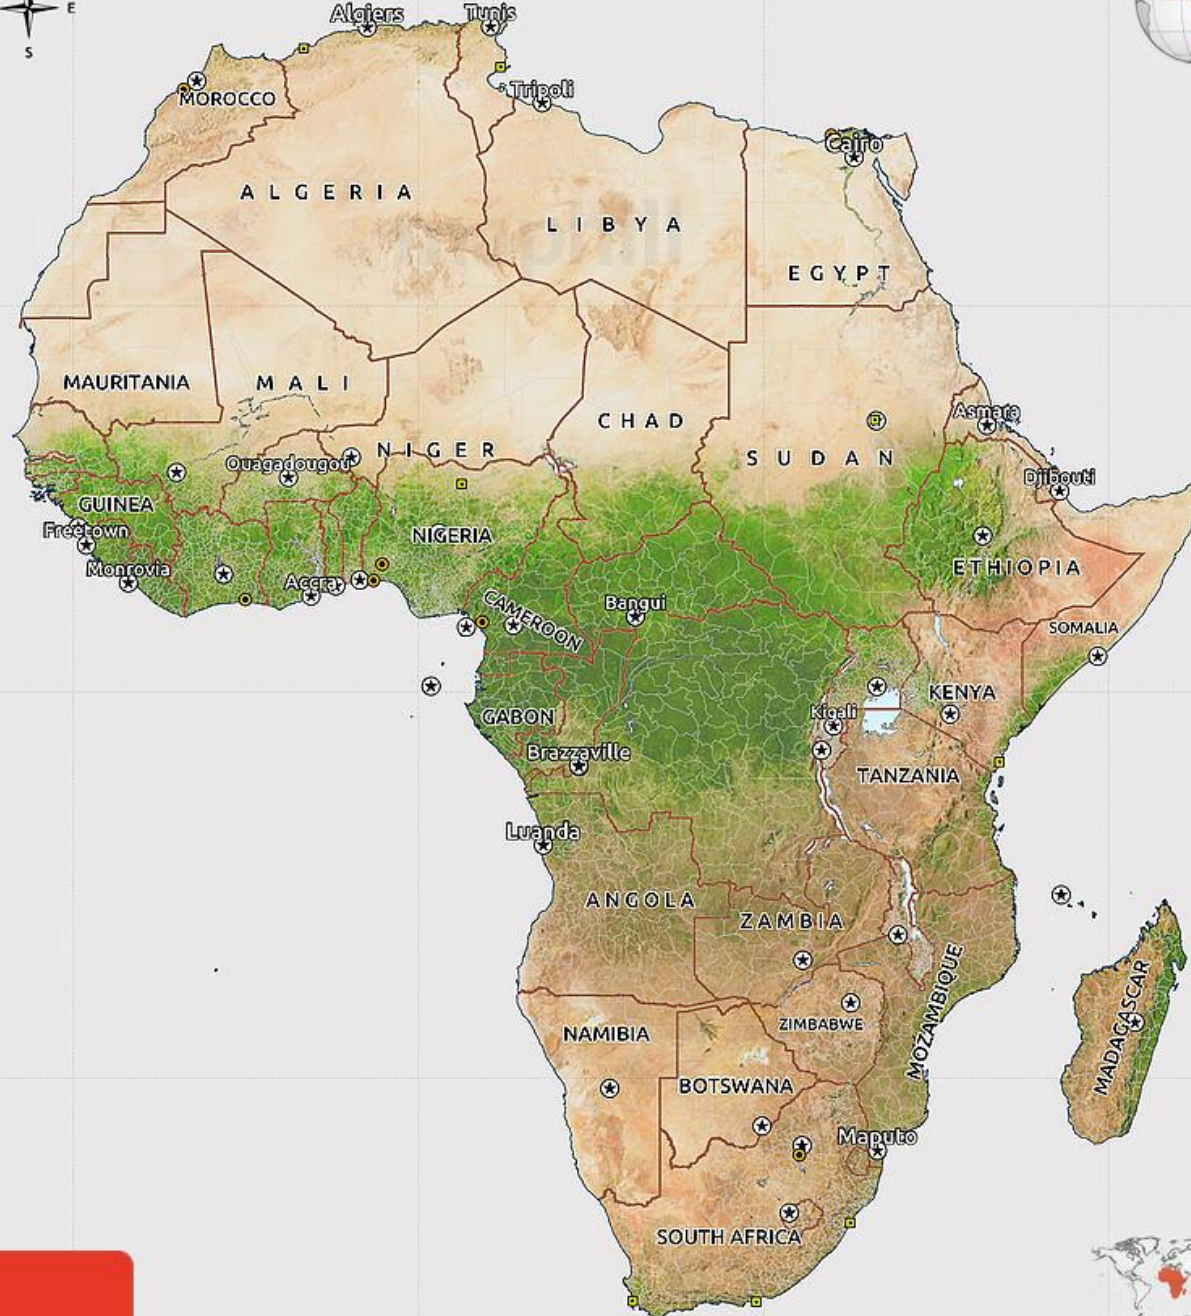 E
S
Algiers
Tunis
MOROCCO
Tripoli
Cairo
ALGERIA
LIBYA
EGYPT
MAURITANIA
MALI
CHAD
Asmara
NIGER
SUDAN
Ouagadougou
Djibouti
GUINEA
Freetown
NIGERIA
Monrovia
Accra
ETHIOPIA
CAMEROON
Bangui
SOMALIA
KENYA
GABON
Kigali
Brazzaville
TANZANIA
Luanda
ANGOLA
ZAMBIA
MOZAMBIQUE
MADAGASCAR
ZIMBABWE
NAMIBIA
BOTSWANA
Maputo
SOUTH AFRICA